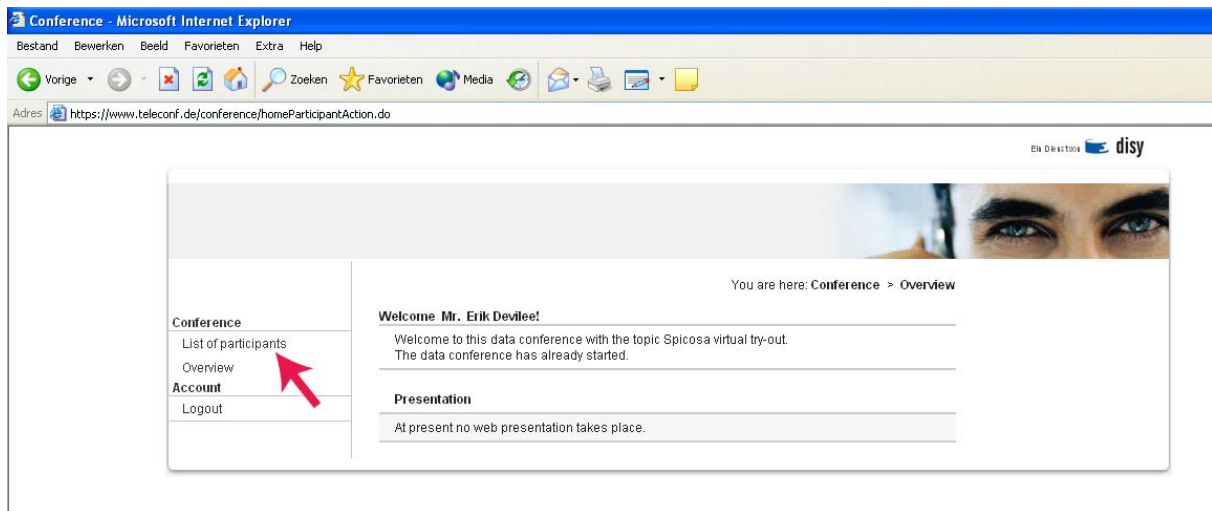 Conference - Microsoft Internet Explorer
Bestand Bewerken Beeld Favorieten Extra Help
Vorige Zoeken Favorieten Media
Adres https://www.teleconf.de/conference/homeParticipantAction.do
Ein Dienst von disy
You are here: Conference > Overview
Conference
List of participants
Overview
Account
Logout
Welcome Mr. Erik Devilee!
Welcome to this data conference with the topic Spicosa virtual try-out.
The data conference has already started.
Presentation
At present no web presentation takes place.